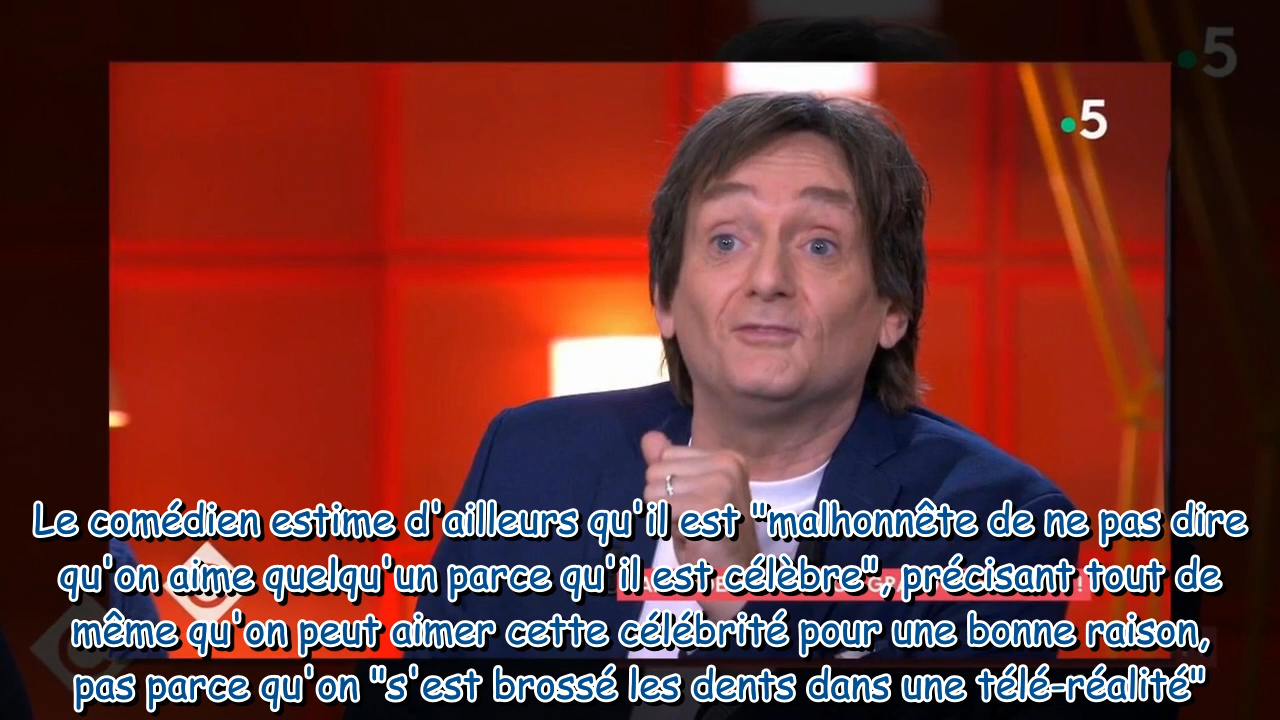 5
5
Le comédien estime d'ailleurs qu'il est "malhonnête de ne pas dire
qu'on aime quelqu'un parce qu'il est célèbre", précisant tout de
même qu'on peut aimer cette célébrité pour une bonne raison,
pas parce qu'on "s'est brossé les dents dans une télé-réalité"